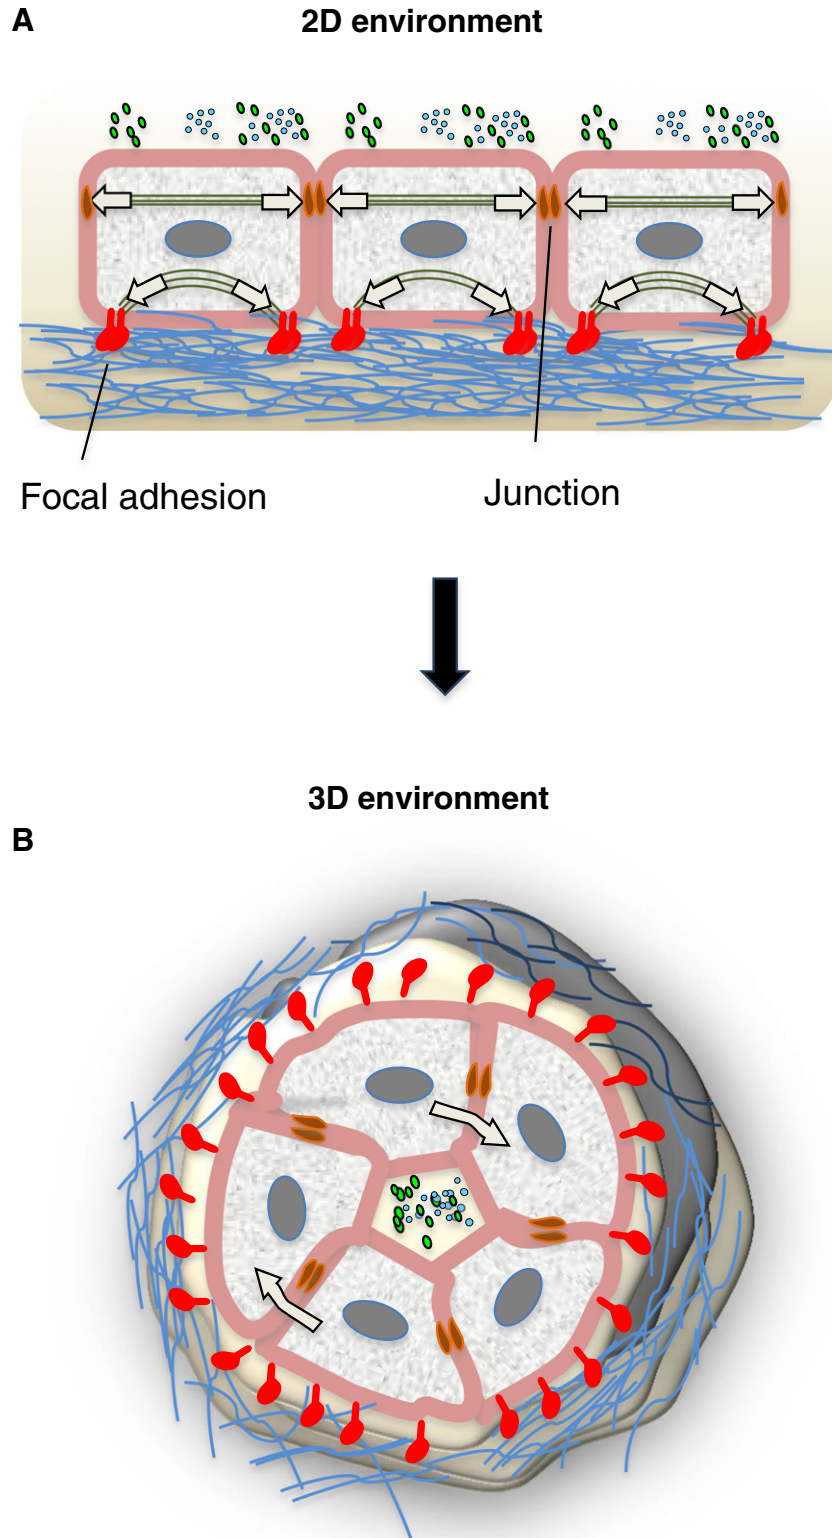 A
2D environment
Focal adhesion
Junction
3D environment
B